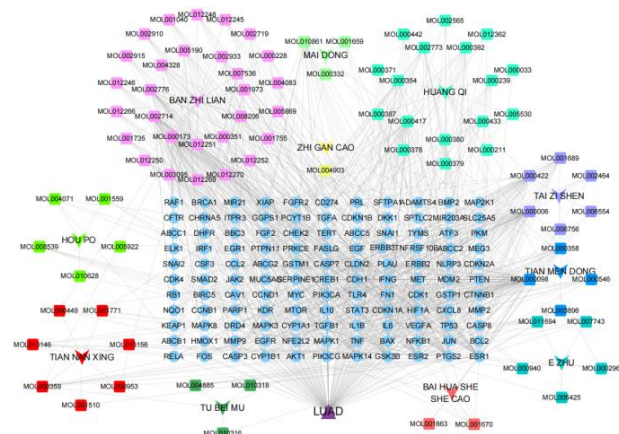 MOL012248
MOL001040 MOL012245
MOL002910 MOL002719
MOL002915 MOL005190 MOL002933 MOL000228
MOL004328 MOL007536
MOL012246 MOL001973 MOL004083
MOL002776 BAN ZHI LIAN
MOL012266 MOL002714 MOL008206 MOL005869
MOL001735 MOL000173 MOL000351 MOL001755
MOL012251
MOL012250 MOL012252
MOL003095 MOL012270
MOL012269
MOL010861 MOL001659
MAI DONG
MOL000332
ZHI GAN CAO
MOL004903
MOL002565
MOL000442 MOL012362
MOL002773 MOL000392
MOL000371 MOL000354 MOL000239 MOL000033
HUANG QI
MOL000387 MOL000417 MOL000433 MOL005530
MOL000380
MOL000378 MOL000211
MOL000379
MOL001689
MOL000422 MOL002464
TAI ZI SHEN
MOL000006 MOL006554
MOL006756
MOL000358
TIAN MEN DONG
MOL000098 MOL000546
MOL003896
MOL004071 MOL001559
HOU PO
MOL005922
MOL010628
MOL000449 MOL001771
TIAN NAN XING
MOL000359 MOL000953
MOL001510
RAF1 BRCA1 MIR21 XIAP FGFR2 CD274 PRL SFTPA1 ADAMTS4 BMP2 MAP2K1
CFTR CHRNA5 ITPR3 GGPS1 PCYT1B TGFA CDKN1B DKK1 SPTLC2 MIR203A SLC25A5
ABCC1 DHFR BBC3 FGF2 CHEK2 TERT ABCC5 SNAI1 TYMS ATF3 PKM
ELK1 IRF1 EGR1 PTPN11 PRKCE FASLG EGF ERBB3 TNFRSF10B ABCC2 MEG3
SNAI2 CSF3 CCL2 ABCG2 GSTM1 CASP7 CLDN2 PLAU ERBB2 NLRP3 CDKN2A
CDK4 SMAD2 JAK2 MUC5AC SERPINE1 CREB1 CDH1 IFNG MET MDM2 PTEN
RB1 BIRC5 CAV1 CCND1 MYC PIK3CA TLR4 FN1 CDK1 GSTP1 CTNNB1
NQO1 CCNB1 PARP1 KDR MTOR IL10 STAT3 CDKN1A HIF1A CXCL8 MMP2
KEAP1 MAPK8 DRD4 MAPK3 CYP1A1 TGFB1 IL1B IL6 VEGFA TP53 CASP8
ABCB1 HMOX1 MMP9 EGFR NFE2L2 MAPK1 TNF BAX NFKB1 JUN BCL2
RELA FOS CASP3 CYP1B1 AKT1 PIK3CG MAPK14 GSK3B ESR2 PTGS2 ESR1
MOL011694 MOL007743
E ZHU
MOL000940 MOL000296
MOL006425
MOL004885 MOL010318
TU BEI MU
LUAD
BAI HUA SHE
SHE CAO
MOL001663 MOL001670